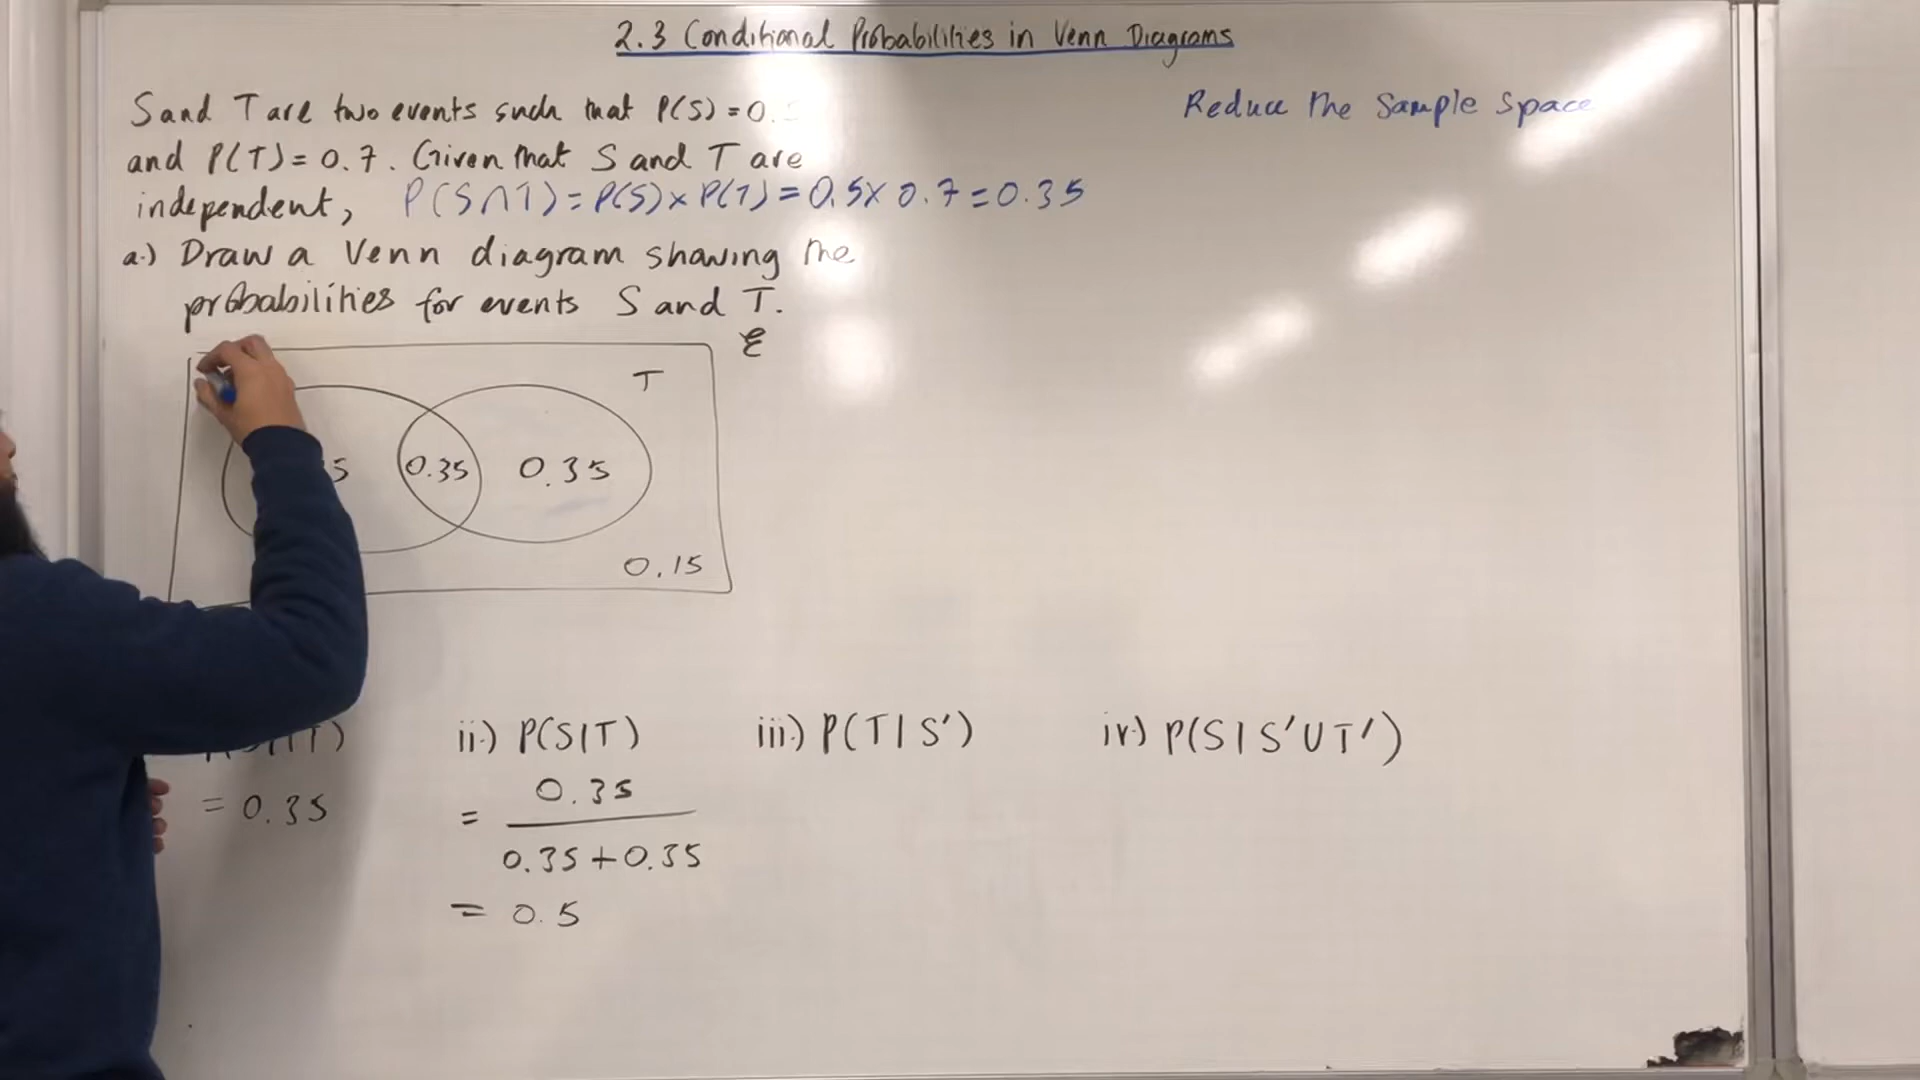 2.3 Conditional Probabilities in Venn Diagrams
S and T are two events such that P(S) = 0.
Reduce the Sample Space
and P(T) = 0.7. Given that S and T are
independent, P(S∩T) = P(S) × P(T) = 0.5 × 0.7 = 0.35
a.) Draw a Venn diagram showing the
probabilities for events S and T.
ℰ
T
5 0.35 0.35
0.15
ii.) P(S|T) iii.) P(T|S') iv.) P(S|S'∪T')
= 0.35
= 0.35
0.35+0.35
= 0.5